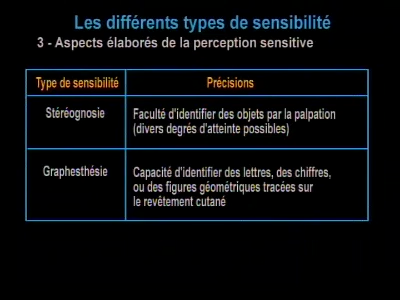 Les différents types de sensibilité
3 - Aspects élaborés de la perception sensitive
Type de sensibilité
Précisions
Stéréognosie
Faculté d'identifier des objets par la palpation
(divers degrés d'atteinte possibles)
Graphesthésie
Capacité d'identifier des lettres, des chiffres,
ou des figures géométriques tracées sur
le revêtement cutané